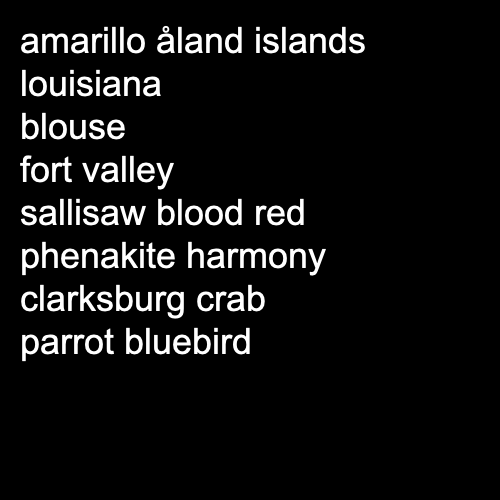 amarillo åland islands
louisiana
blouse
fort valley
sallisaw blood red
phenakite harmony
clarksburg crab
parrot bluebird